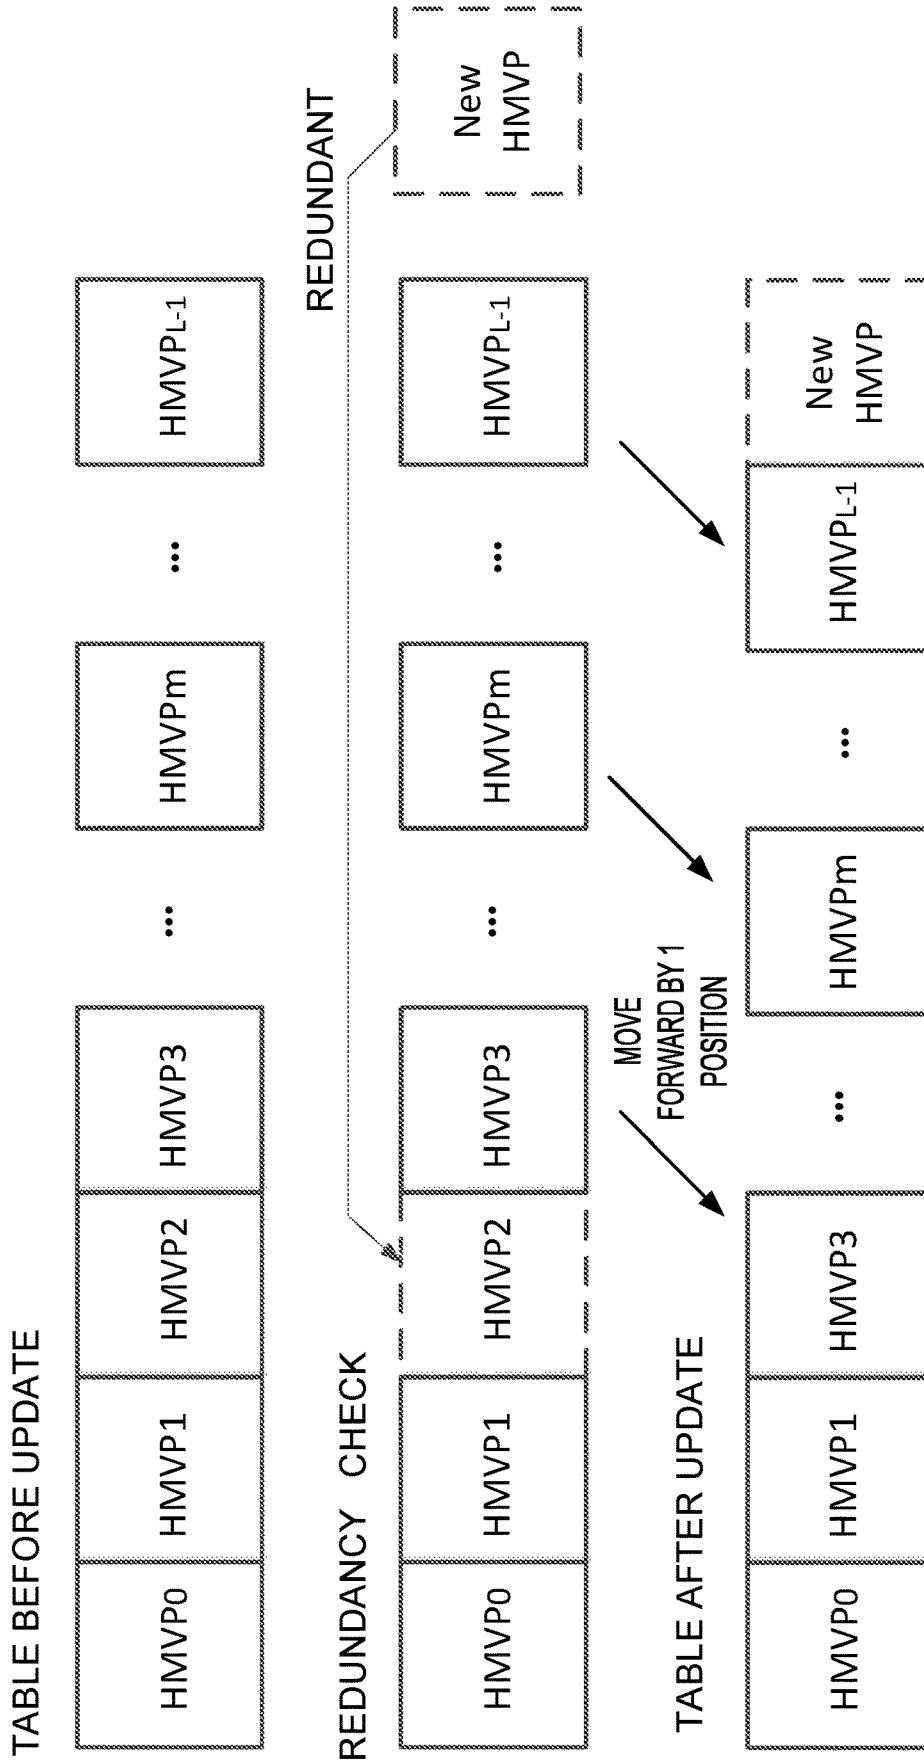 TABLE BEFORE UPDATE
HMVP0
HMVP1
HMVP2
HMVP3
...
HMVPm
...
HMVPL-1
REDUNDANCY CHECK
REDUNDANT
HMVP0
HMVP1
HMVP2
HMVP3
...
HMVPm
...
HMVPL-1
New
HMVP
MOVE
FORWARD BY 1
POSITION
TABLE AFTER UPDATE
HMVP0
HMVP1
HMVP3
...
HMVPm
...
HMVPL-1
New
HMVP